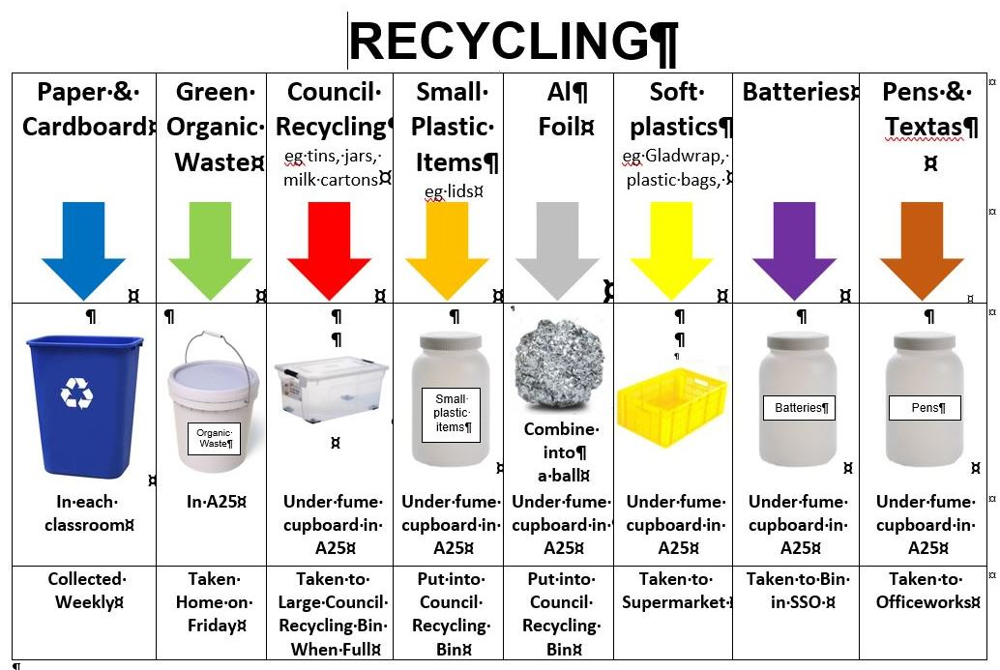 RECYCLING
Paper &
Cardboard
Green
Organic
Waste
Council
Recycling
eg tins, jars,
milk cartons
Small
Plastic
Items
eg lids
Al
Foil
Soft
plastics
eg Gladwrap,
plastic bags,
Batteries
Pens &
Textas
In each
classroom
Organic
Waste
In A25
Under fume
cupboard in
A25
Small
plastic
items
Under fume
cupboard in
A25
Combine
into
a ball
Under fume
cupboard in
A25
Under fume
cupboard in
A25
Batteries
Under fume
cupboard in
A25
Pens
Under fume
cupboard in
A25
Collected
Weekly
Taken
Home on
Friday
Taken to
Large Council
Recycling Bin
When Full
Put into
Council
Recycling
Bin
Put into
Council
Recycling
Bin
Taken to
Supermarket
Taken to Bin
in SSO
Taken to
Officeworks